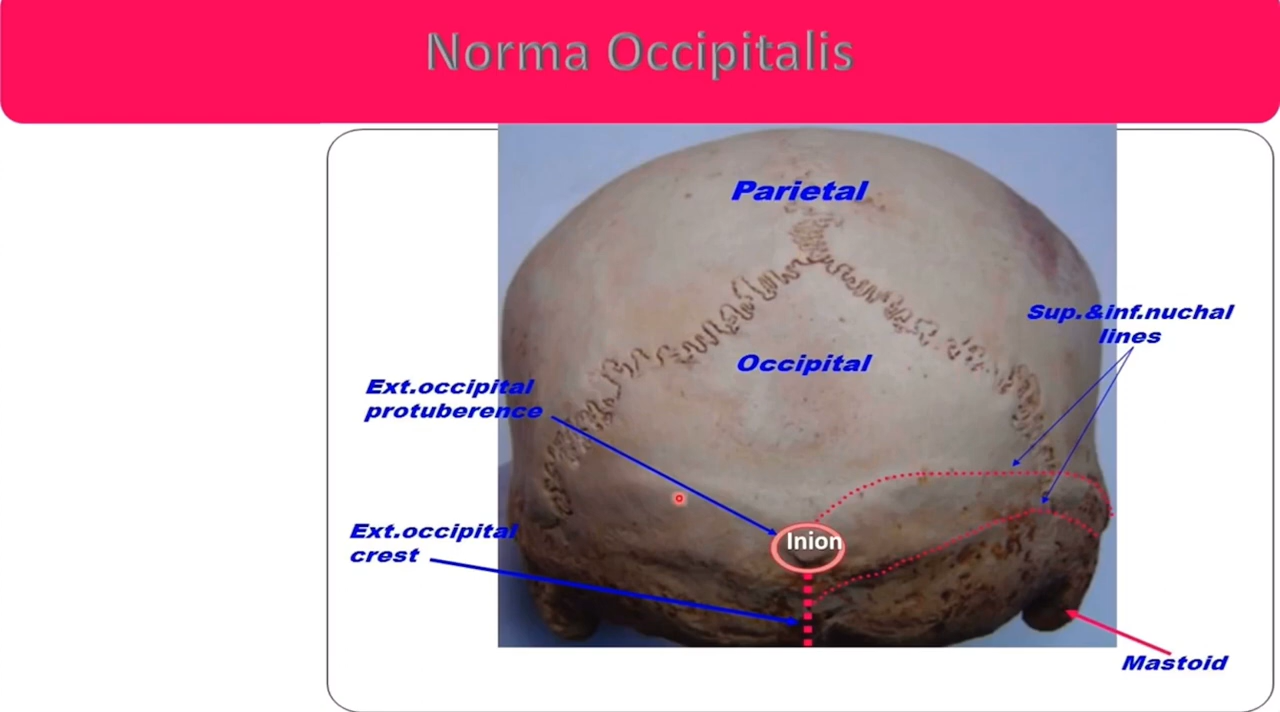 Norma Occipitalis
Parietal
Sup.&inf.nuchal
lines
Occipital
Ext.occipital
protuberence
Inion
Ext.occipital
crest
Mastoid